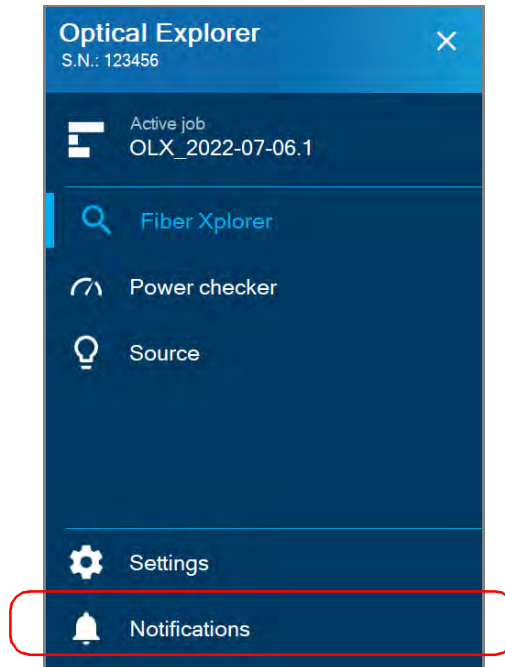 Optical Explorer
S.N.: 123456
Active job
OLX_2022-07-06.1
Fiber Xplorer
Power checker
Source
Settings
Notifications